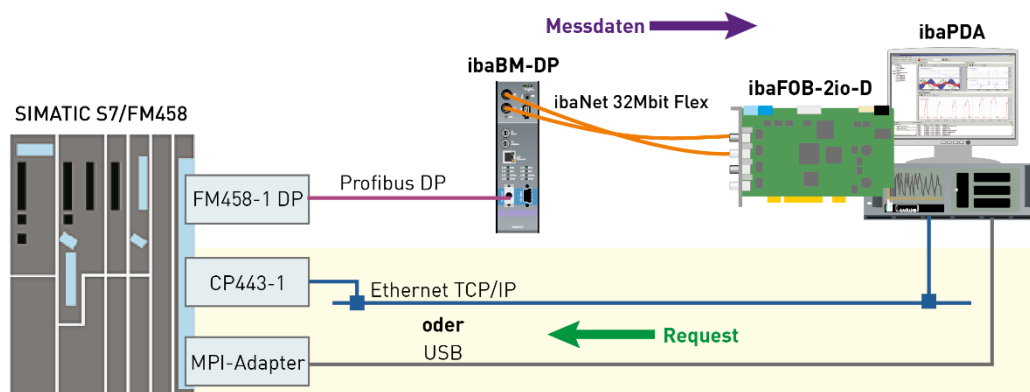 Messdaten
ibaPDA
ibaBM-DP
ibaFOB-2io-D
ibaNet 32Mbit Flex
SIMATIC S7/FM458
Profibus DP
FM458-1 DP
CP443-1
Ethernet TCP/IP
oder
Request
USB
MPI-Adapter